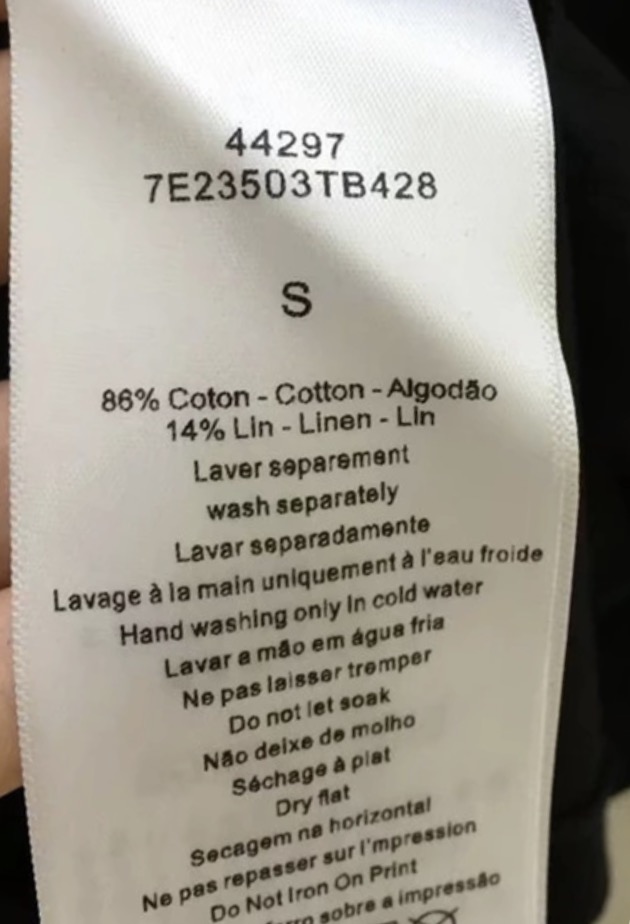 44297
7E23503TB428
S
86% Coton - Cotton - Algodão
14% Lin - Linen - Lin
Laver separement
wash separately
Lavar separadamente
Lavage à la main uniquement à l'eau froide
Hand washing only in cold water
Lavar a mão em água fria
Ne pas laisser tremper
Do not let soak
Não deixe de molho
Séchage à plat
Dry flat
Secagem na horizontal
Ne pas repasser sur l'mpression
Do Not Iron On Print
sobre a impressão